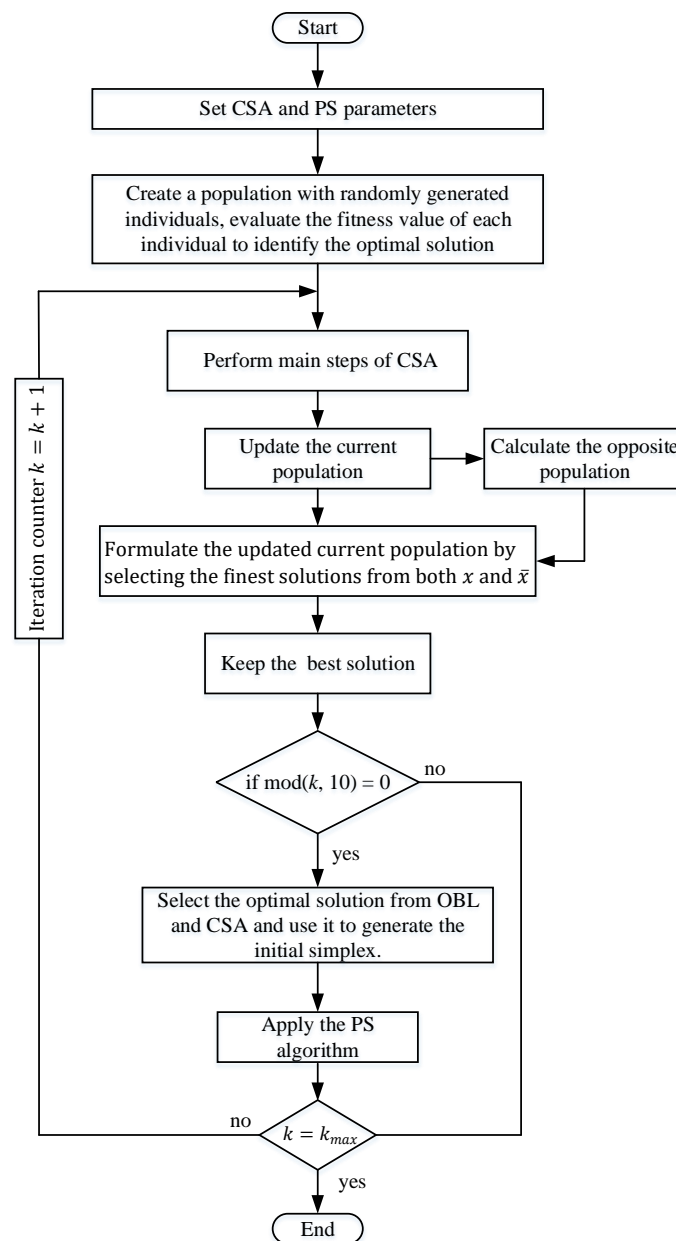 Start
Set CSA and PS parameters
Create a population with randomly generated
individuals, evaluate the fitness value of each
individual to identify the optimal solution
Perform main steps of CSA
Iteration counter k = k + 1
Update the current
population
Calculate the opposite
population
Formulate the updated current population by
selecting the finest solutions from both x and x̄
Keep the best solution
if mod(k, 10) = 0
no
yes
Select the optimal solution from OBL
and CSA and use it to generate the
initial simplex.
Apply the PS
algorithm
no
k = kmax
yes
End